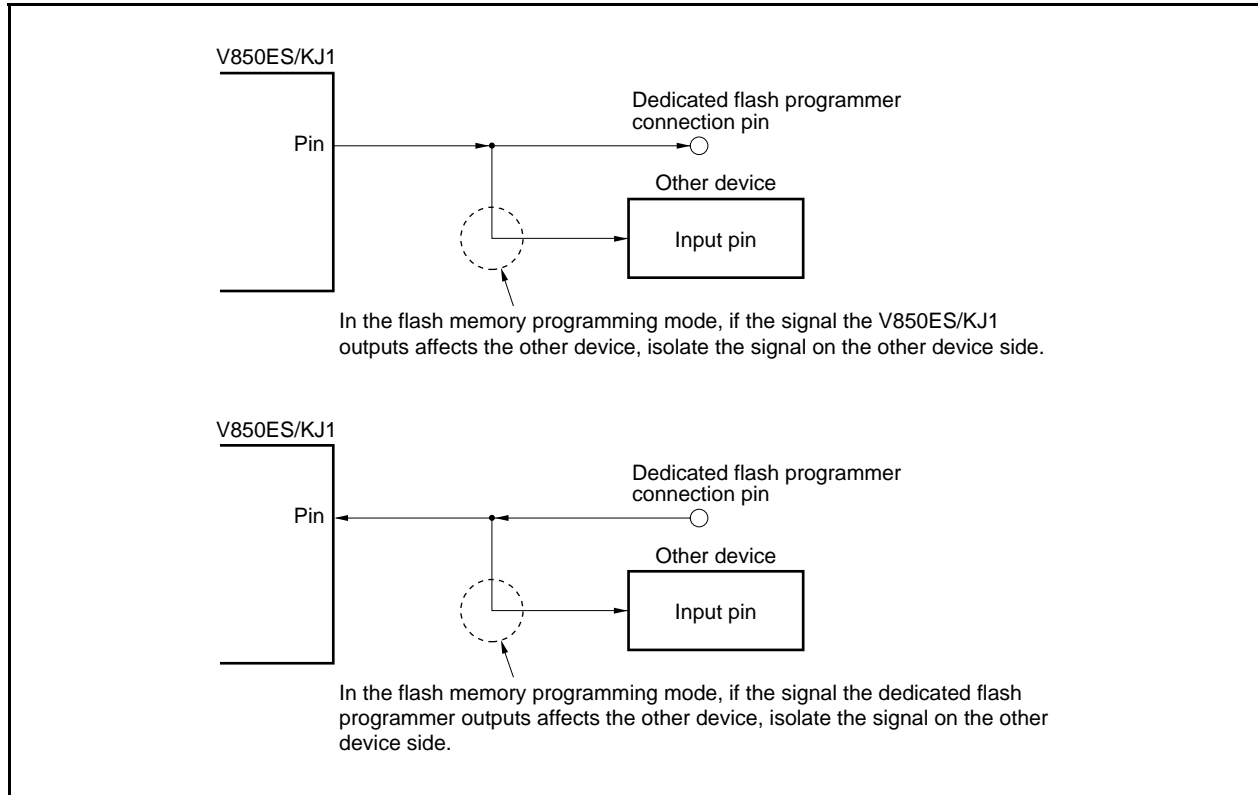 V850ES/KJ1
Dedicated flash programmer
connection pin
Pin
Other device
Input pin
In the flash memory programming mode, if the signal the V850ES/KJ1
outputs affects the other device, isolate the signal on the other device side.
V850ES/KJ1
Dedicated flash programmer
connection pin
Pin
Other device
Input pin
In the flash memory programming mode, if the signal the dedicated flash
programmer outputs affects the other device, isolate the signal on the other
device side.